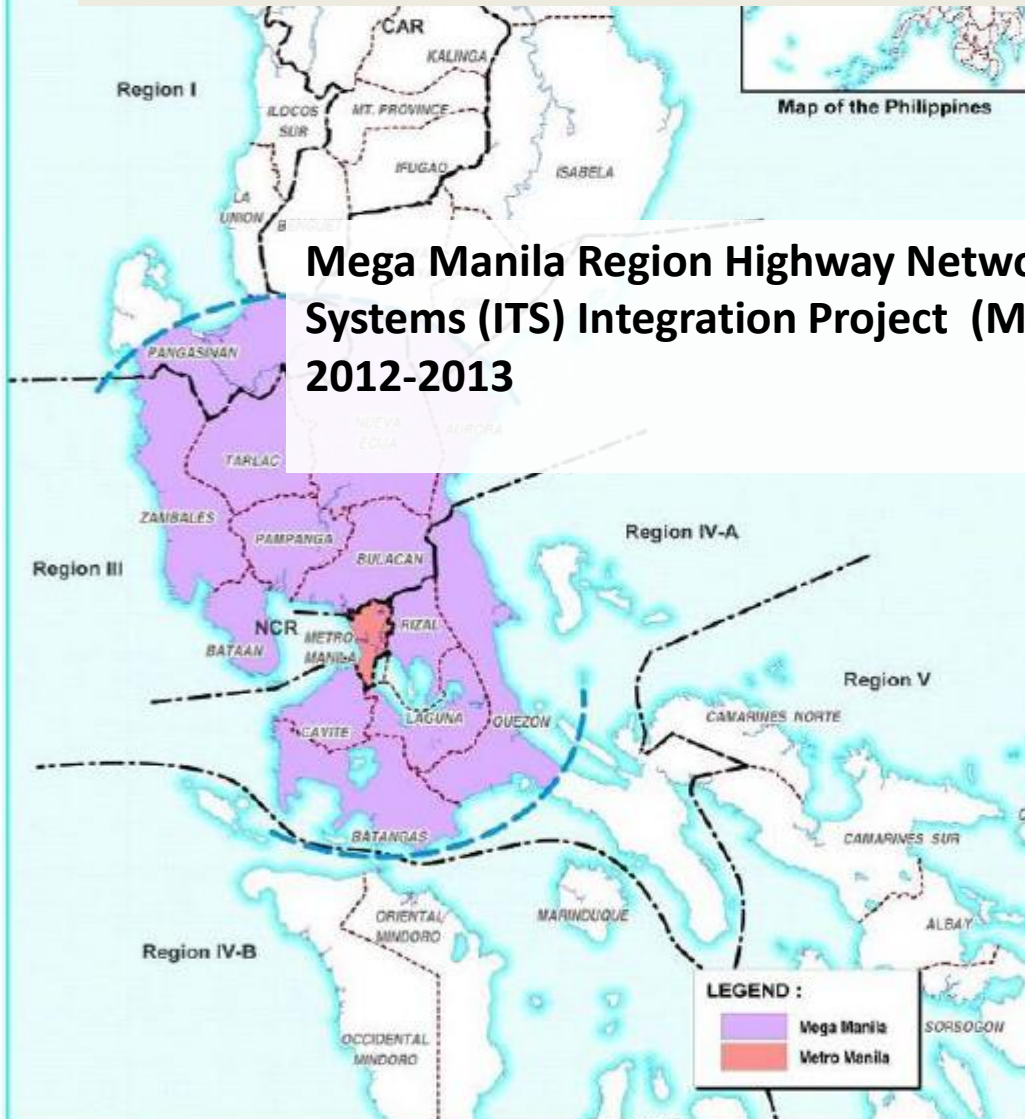 CAR
KALINGA
Region I
Map of the Philippines
ILOCOS
SUR
MT. PROVINCE
IFUGAO
ISABELA
LA
UNION
Mega Manila Region Highway Netwo
Systems (ITS) Integration Project (M
2012-2013
PANGASINAN
NUEVA
ECIJA
AURORA
TARLAC
ZAMBALES
PAMPANGA
Region IV-A
BULACAN
Region III
NCR
METRO
MANILA
RIZAL
BATAAN
Region V
CAVITE
LAGUNA
QUEZON
CAMARINES NORTE
BATANGAS
CAMARINES SUR
ORIENTAL
MINDORO
MARINDUQUE
ALBAY
Region IV-B
LEGEND :
Mega Manila
Metro Manila
SORSOGON
OCCIDENTAL
MINDORO